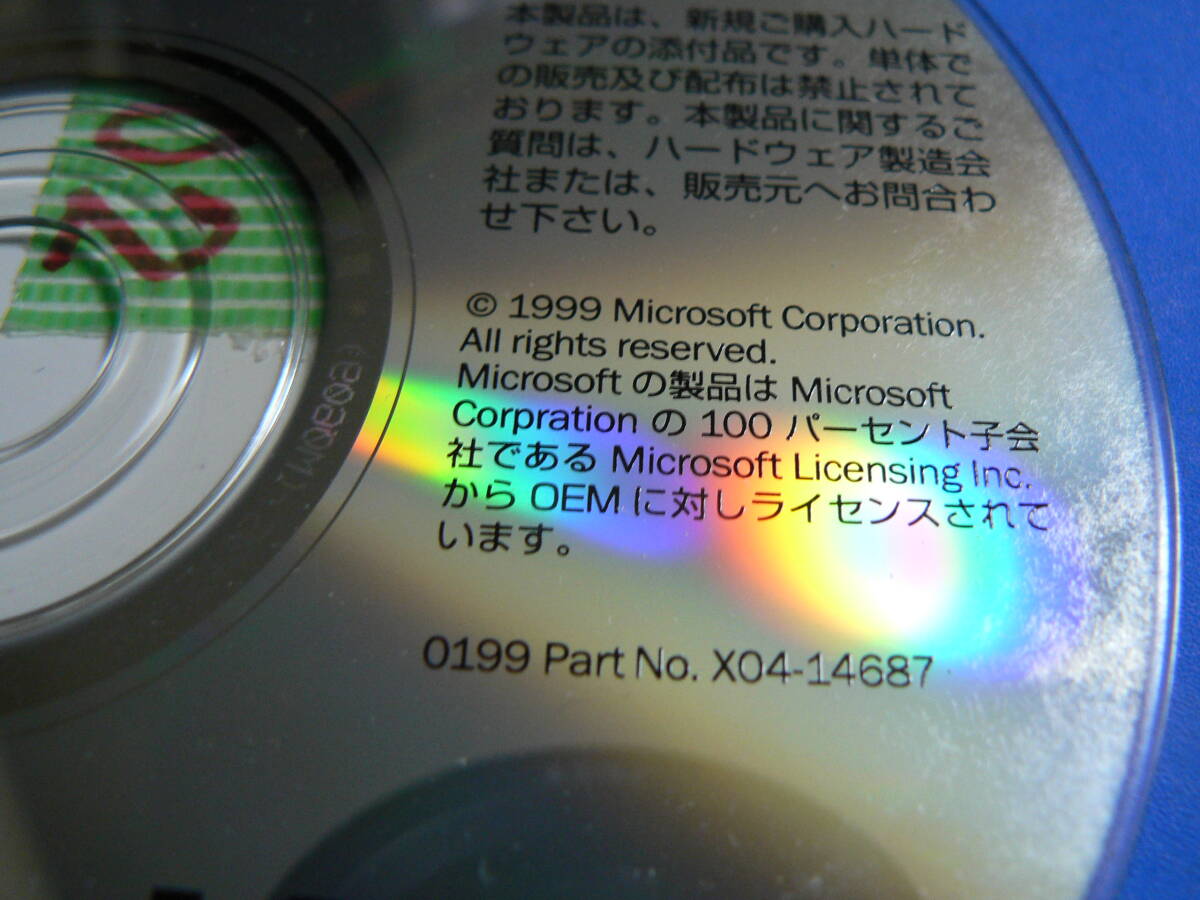 本製品は、新規ご購入ハード
ウェアの添付品です。単体で
の販売及び配布は禁止されて
おります。本製品に関するご
質問は、ハードウェア製造会
社または、販売元へお問合わ
せ下さい。
© 1999 Microsoft Corporation.
All rights reserved.
Microsoft の製品は Microsoft
Corpration の 100 パーセント子会
社である Microsoft Licensing Inc.
から OEM に対しライセンスされて
います。
0199 Part No. X04-14687